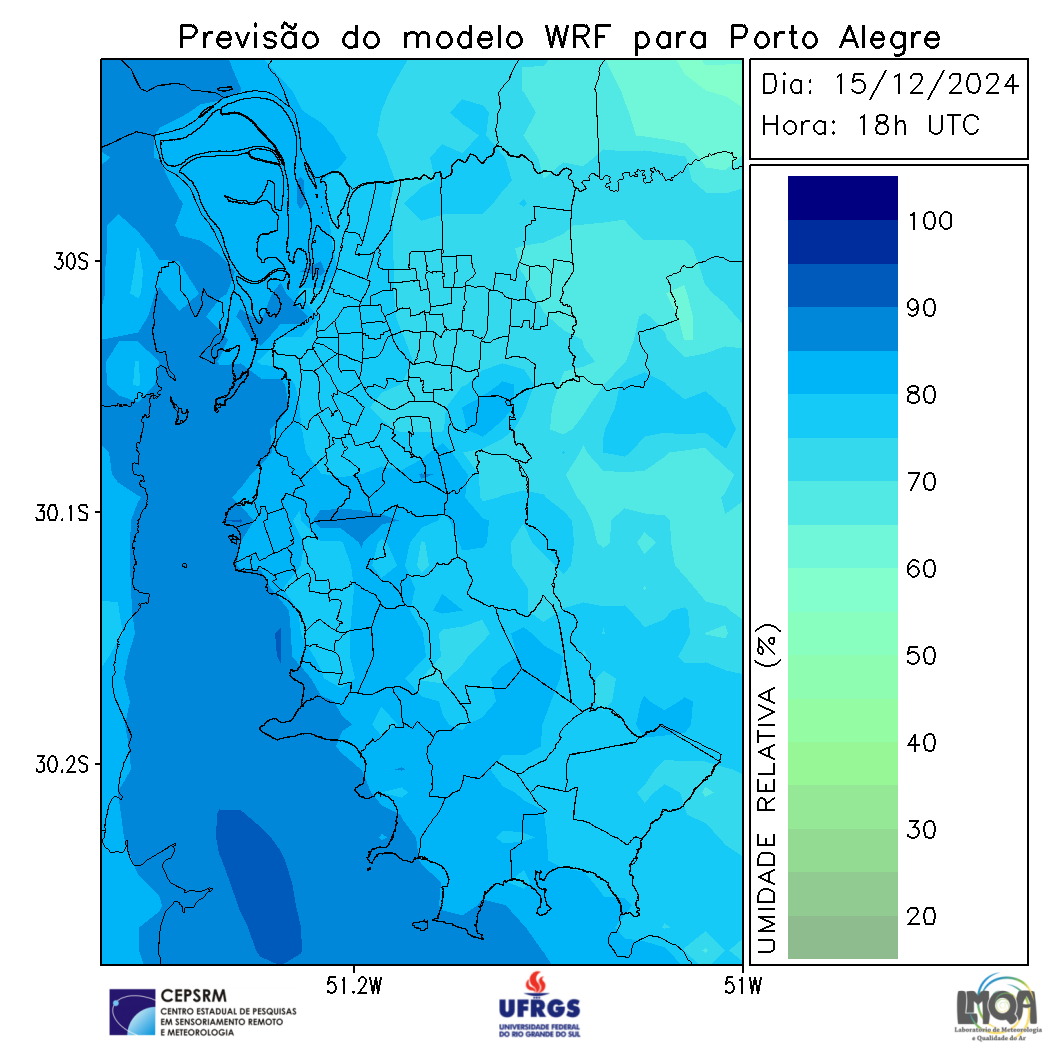 Previsão do modelo WRF para Porto Alegre
Dia: 15/12/2024
Hora: 18h UTC
100
90
80
70
60
50
40
30
20
UMIDADE RELATIVA (%)
30S
30.1S
30.2S
51.2W
51W
CEPSRM
CENTRO ESTADUAL DE PESQUISAS
EM SENSORIAMENTO REMOTO
E METEOROLOGIA
UFRGS
UNIVERSIDADE FEDERAL
DO RIO GRANDE DO SUL
LMQA
Laboratório de Meteorologia
e Qualidade do Ar